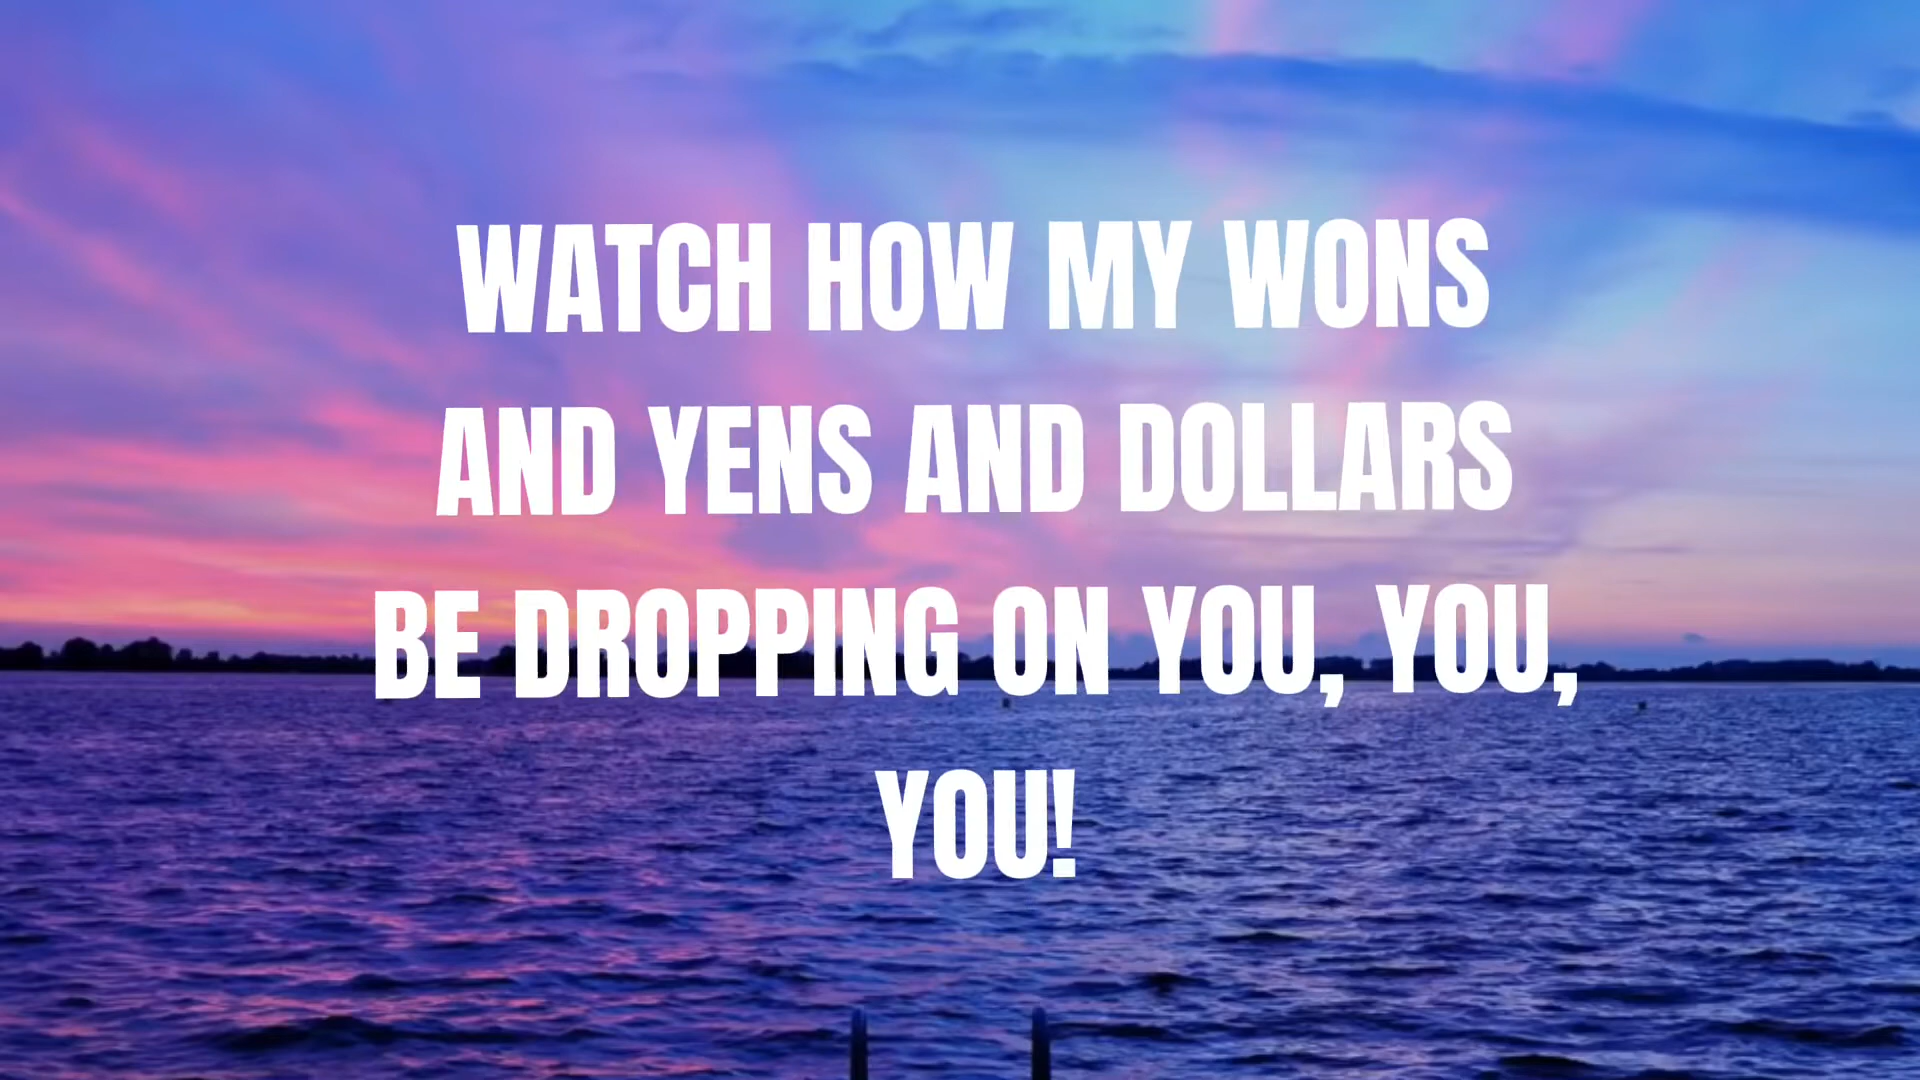 WATCH HOW MY WONS
AND YENS AND DOLLARS
BE DROPPING ON YOU, YOU,
YOU!